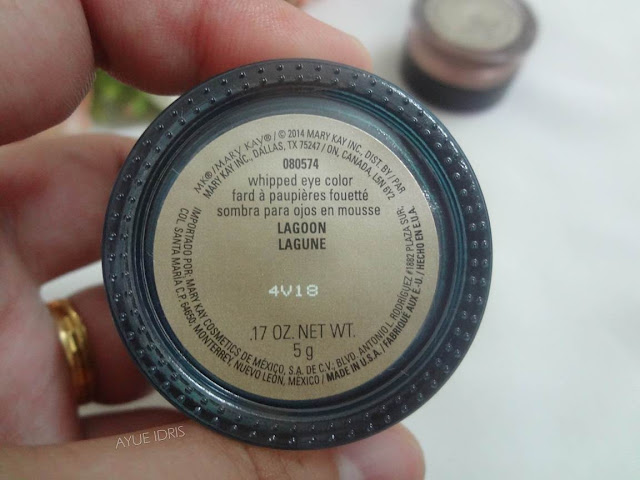 MK®/MARY KAY®/© 2014 MARY KAY INC., DIST. BY / PAR
MARY KAY INC., DALLAS, TX 75247 / ON, CANADA, L5N 6Y2
080574
whipped eye color
fard à paupières fouetté
sombra para ojos en mousse
LAGOON
LAGUNE
4V18
.17 OZ. NET WT.
5 g
IMPORTADO POR: MARY KAY COSMETICS DE MÉXICO, S.A. DE C.V.; BLVD. ANTONIO L. RODRÍGUEZ #1882 PLAZA SUR,
COL. SANTA MARÍA C.P. 64650, MONTERREY, NUEVO LEÓN, MÉXICO / MADE IN U.S.A. / FABRIQUÉ AUX É.-U. / HECHO EN E.U.A.
AYUE IDRIS